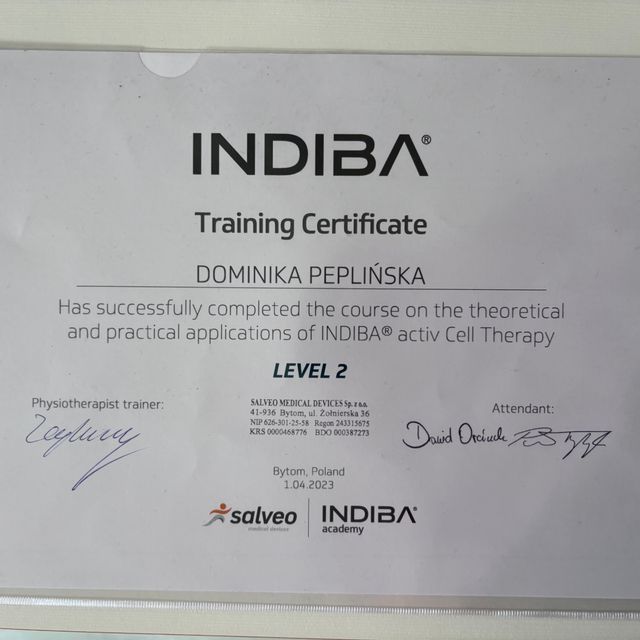 INDIBA®
Training Certificate
DOMINIKA PEPLIŃSKA
Has successfully completed the course on the theoretical
and practical applications of INDIBA® activ Cell Therapy
LEVEL 2
Physiotherapist trainer:
SALVEO MEDICAL DEVICES Sp. z o.o.
41-936 Bytom, ul. Żołnierska 36
NIP 626-301-25-58 Regon 243315675
KRS 0000468776 BDO 000387273
Attendant:
Dawid
Bytom, Poland
1.04.2023
salveo
medical devices
INDIBA®
academy